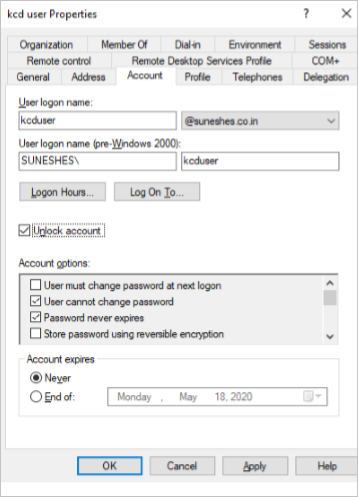 kcd user Properties
Organization Member Of Dial-in Environment Sessions
Remote control Remote Desktop Services Profile COM+
General Address Account Profile Telephones Delegation
User logon name:
kcduser @suneshes.co.in
User logon name (pre-Windows 2000):
SUNESHES\ kcduser
Logon Hours... Log On To...
Unlock account
Account options:
User must change password at next logon
User cannot change password
Password never expires
Store password using reversible encryption
Account expires
Never
End of: Monday , May 18, 2020
OK Cancel Apply Help